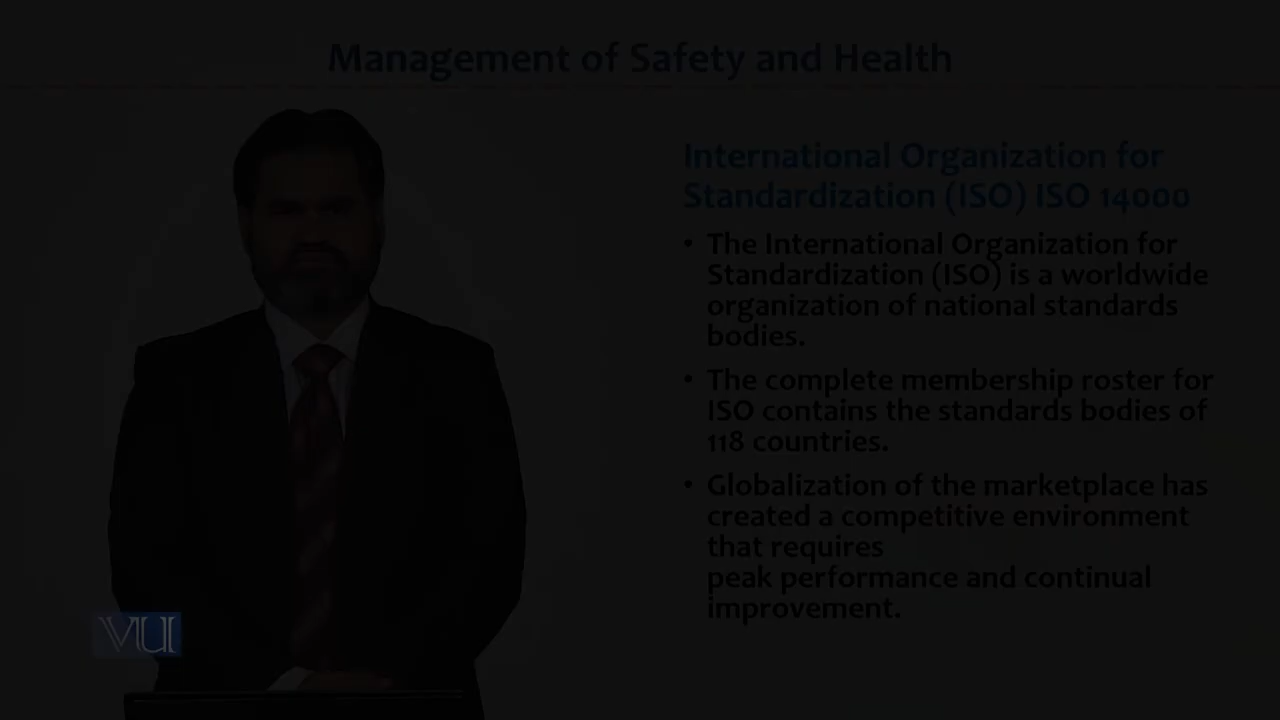 Management of Safety and Health
International Organization for
Standardization (ISO) ISO 14000
• The International Organization for
Standardization (ISO) is a worldwide
organization of national standards
bodies.
• The complete membership roster for
ISO contains the standards bodies of
118 countries.
• Globalization of the marketplace has
created a competitive environment
that requires
peak performance and continual
improvement.
VU